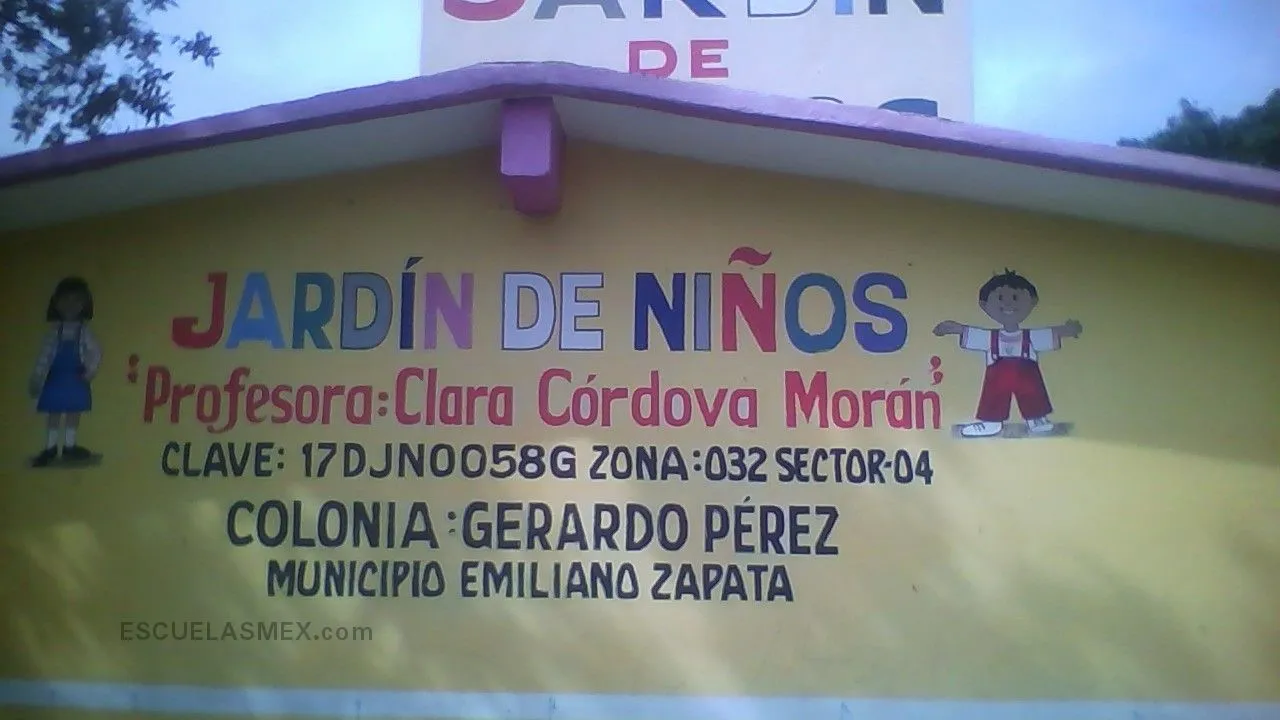 JARDIN
DE
JARDÍN DE NIÑOS
"Profesora: Clara Córdova Morán"
CLAVE: 17DJN0058G ZONA: 032 SECTOR-04
COLONIA: GERARDO PÉREZ
MUNICIPIO EMILIANO ZAPATA
ESCUELASMEX.com